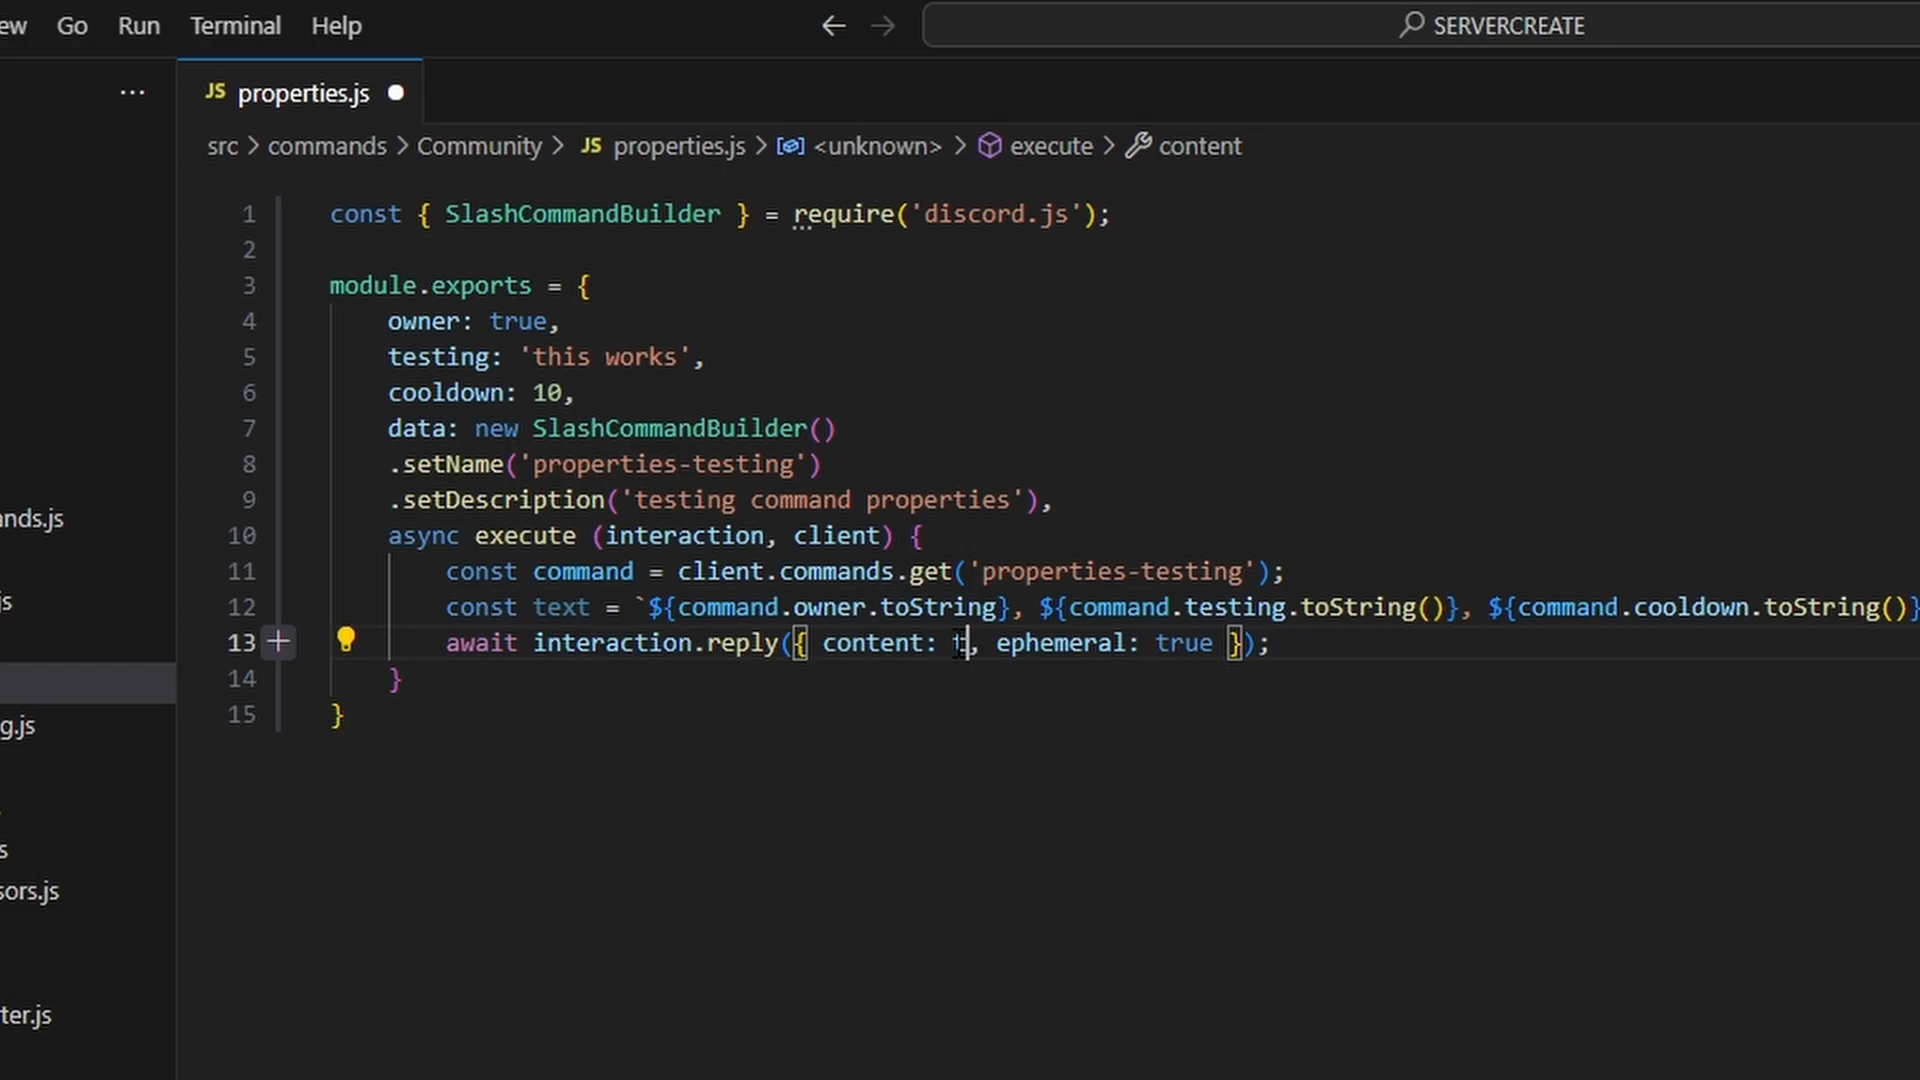 ew Go Run Terminal Help
SERVERCREATE
... JS properties.js
src > commands > Community > JS properties.js > <unknown> > execute > content
1 const { SlashCommandBuilder } = require('discord.js');
2
3 module.exports = {
4 owner: true,
5 testing: 'this works',
6 cooldown: 10,
7 data: new SlashCommandBuilder()
8 .setName('properties-testing')
9 .setDescription('testing command properties'),
10 async execute (interaction, client) {
11 const command = client.commands.get('properties-testing');
12 const text = `${command.owner.toString}, ${command.testing.toString()}, ${command.cooldown.toString()}
13 await interaction.reply({ content: t, ephemeral: true });
14 }
15 }
ands.js
js
g.js
s
sors.js
ter.js